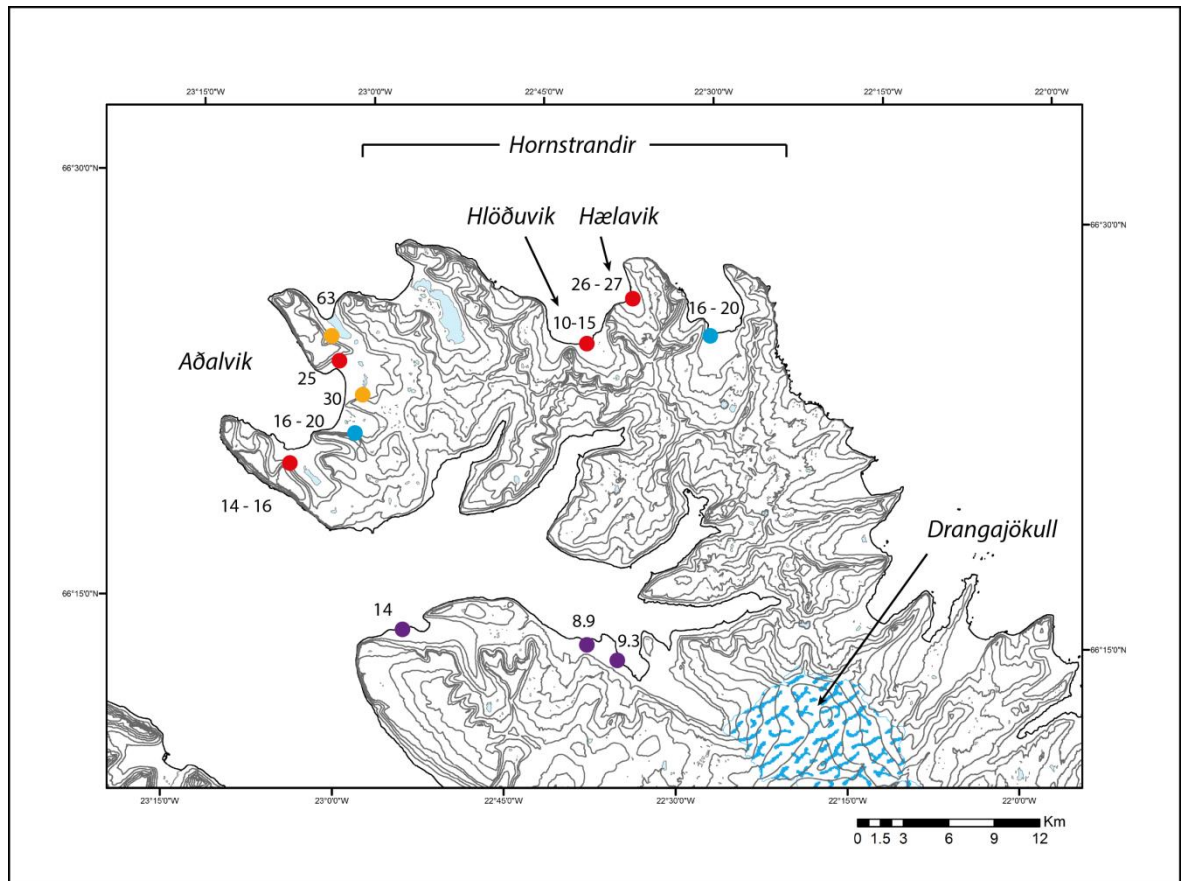 23°15'0"W 23°0'0"W 22°45'0"W 22°30'0"W 22°15'0"W 22°0'0"W
Hornstrandir
66°30'0"N
Hlöðuvik Hælavik
66°30'0"N
26 - 27
63
16 - 20
10-15
Aðalvik
25
30
16 - 20
14 - 16
Drangajökull
66°15'0"N
14
8.9
9.3
66°15'0"N
23°15'0"W 23°0'0"W 22°45'0"W 22°30'0"W 22°15'0"W 22°0'0"W
Km
0 1.5 3 6 9 12